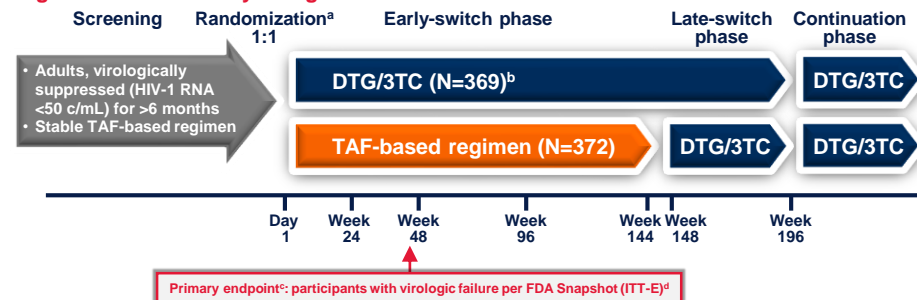 Screening
Randomizationᵃ
1:1
Early-switch phase
Late-switch
phase
Continuation
phase
• Adults, virologically
suppressed (HIV-1 RNA
<50 c/mL) for >6 months
• Stable TAF-based regimen
DTG/3TC (N=369)ᵇ
DTG/3TC
TAF-based regimen (N=372)
DTG/3TC
DTG/3TC
Day
1
Week
24
Week
48
Week
96
Week
144
Week
148
Week
196
Primary endpointᶜ: participants with virologic failure per FDA Snapshot (ITT-E)ᵈ